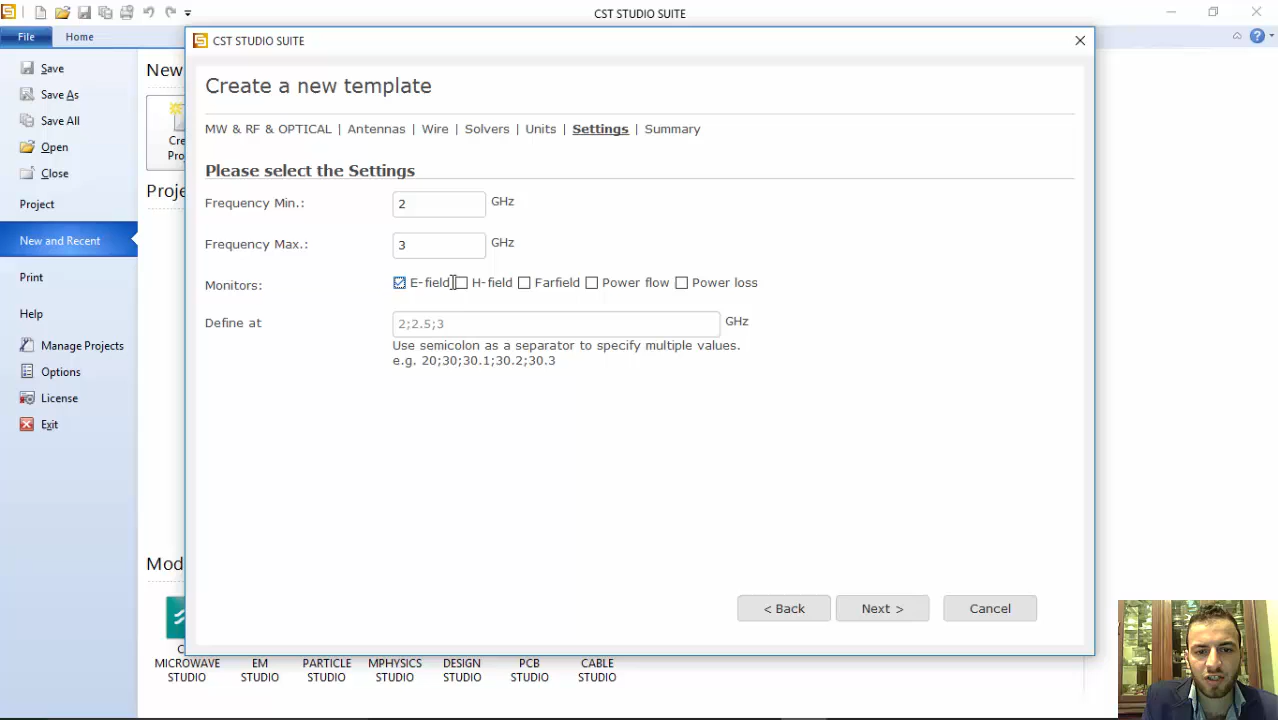 CST STUDIO SUITE
File
Home
Save
Save As
Save All
Open
Close
Project
New and Recent
Print
Help
Manage Projects
Options
License
Exit
New
Cre
Pro
Proje
Mod
CST STUDIO SUITE
Create a new template
MW & RF & OPTICAL | Antennas | Wire | Solvers | Units | Settings | Summary
Please select the Settings
Frequency Min.: 2 GHz
Frequency Max.: 3 GHz
Monitors: E-field H-field Farfield Power flow Power loss
Define at 2;2.5;3 GHz
Use semicolon as a separator to specify multiple values.
e.g. 20;30;30.1;30.2;30.3
< Back Next > Cancel
MICROWAVE STUDIO
EM STUDIO
PARTICLE STUDIO
MPHYSICS STUDIO
DESIGN STUDIO
PCB STUDIO
CABLE STUDIO